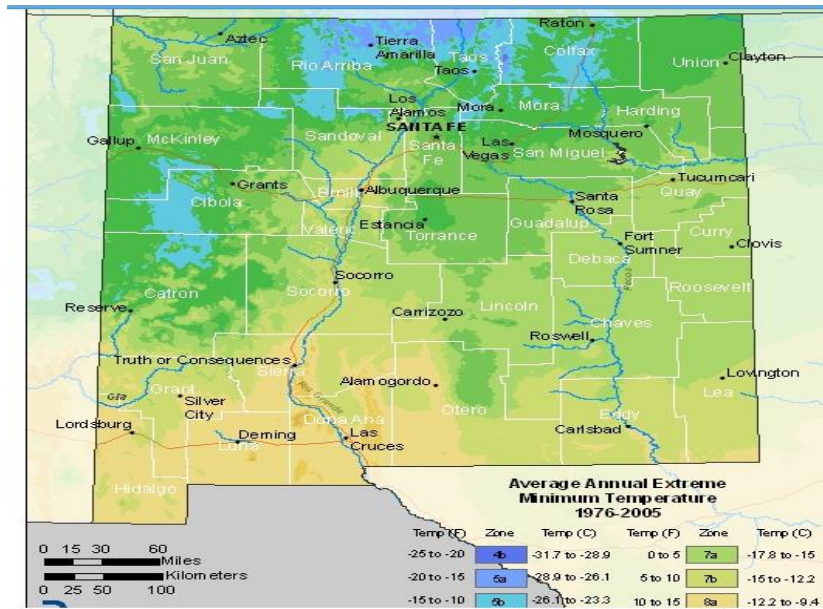 Raton
Aztec
Tierra
Amarilla
Taos
Colfax
San Juan
Rio Arriba
Taos
Union
Clayton
Los
Alamos
Mora
Mora
Harding
SANTA FE
Mosquero
Gallup
McKinley
Sandoval
Santa
Fe
Las
Vegas
San Miguel
Tucumcari
Grants
Albuquerque
Quay
Cibola
Santa
Rosa
Estancia
Guadalup
Curry
Torrance
Fort
Sumner
Clovis
Debaca
Socorro
Socorro
Catron
Lincoln
Roosevelt
Pecos
Reserve
Carrizozo
Chaves
Roswell
Truth or Consequences
Sierra
Rio Grande
Alamogordo
Lovington
Gila
Grant
Silver
City
Otero
Lea
Lordsburg
Dona Ana
Eddy
Deming
Las
Cruces
Carlsbad
Luna
Hidalgo
Average Annual Extreme
Minimum Temperature
1976-2005
Temp (F) Zone Temp (C) Temp (F) Zone Temp (C)
-25 to -20 4b -31.7 to -28.9 0 to 5 7a -17.8 to -15
-20 to -15 5a -28.9 to -26.1 5 to 10 7b -15 to -12.2
-15 to -10 5b -26.1 to -23.3 10 to 15 8a -12.2 to -9.4
0 15 30 60
Miles
Kilometers
0 25 50 100